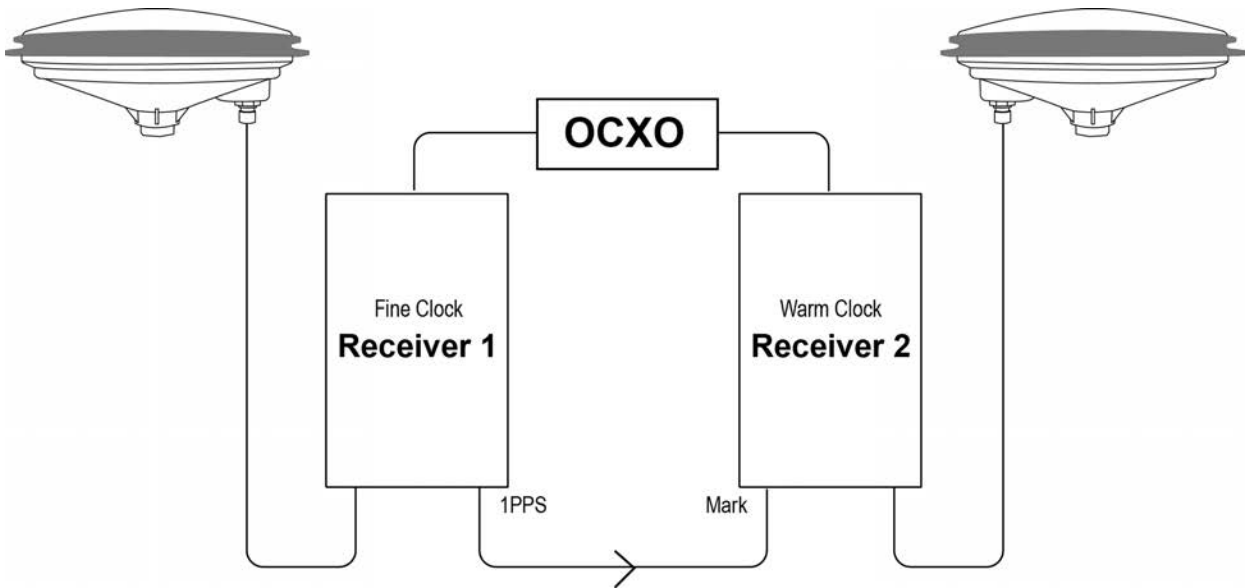 OCXO
Fine Clock
Receiver 1
Warm Clock
Receiver 2
1PPS
Mark